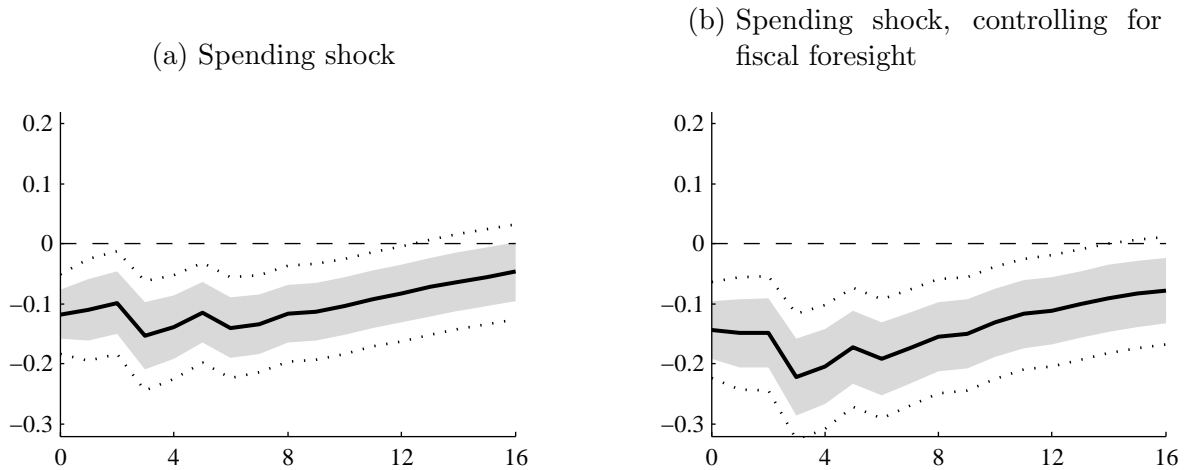 (a) Spending shock
(b) Spending shock, controlling for
fiscal foresight
0.2
0.1
0
−0.1
−0.2
−0.3
0 4 8 12 16
0.2
0.1
0
−0.1
−0.2
−0.3
0 4 8 12 16